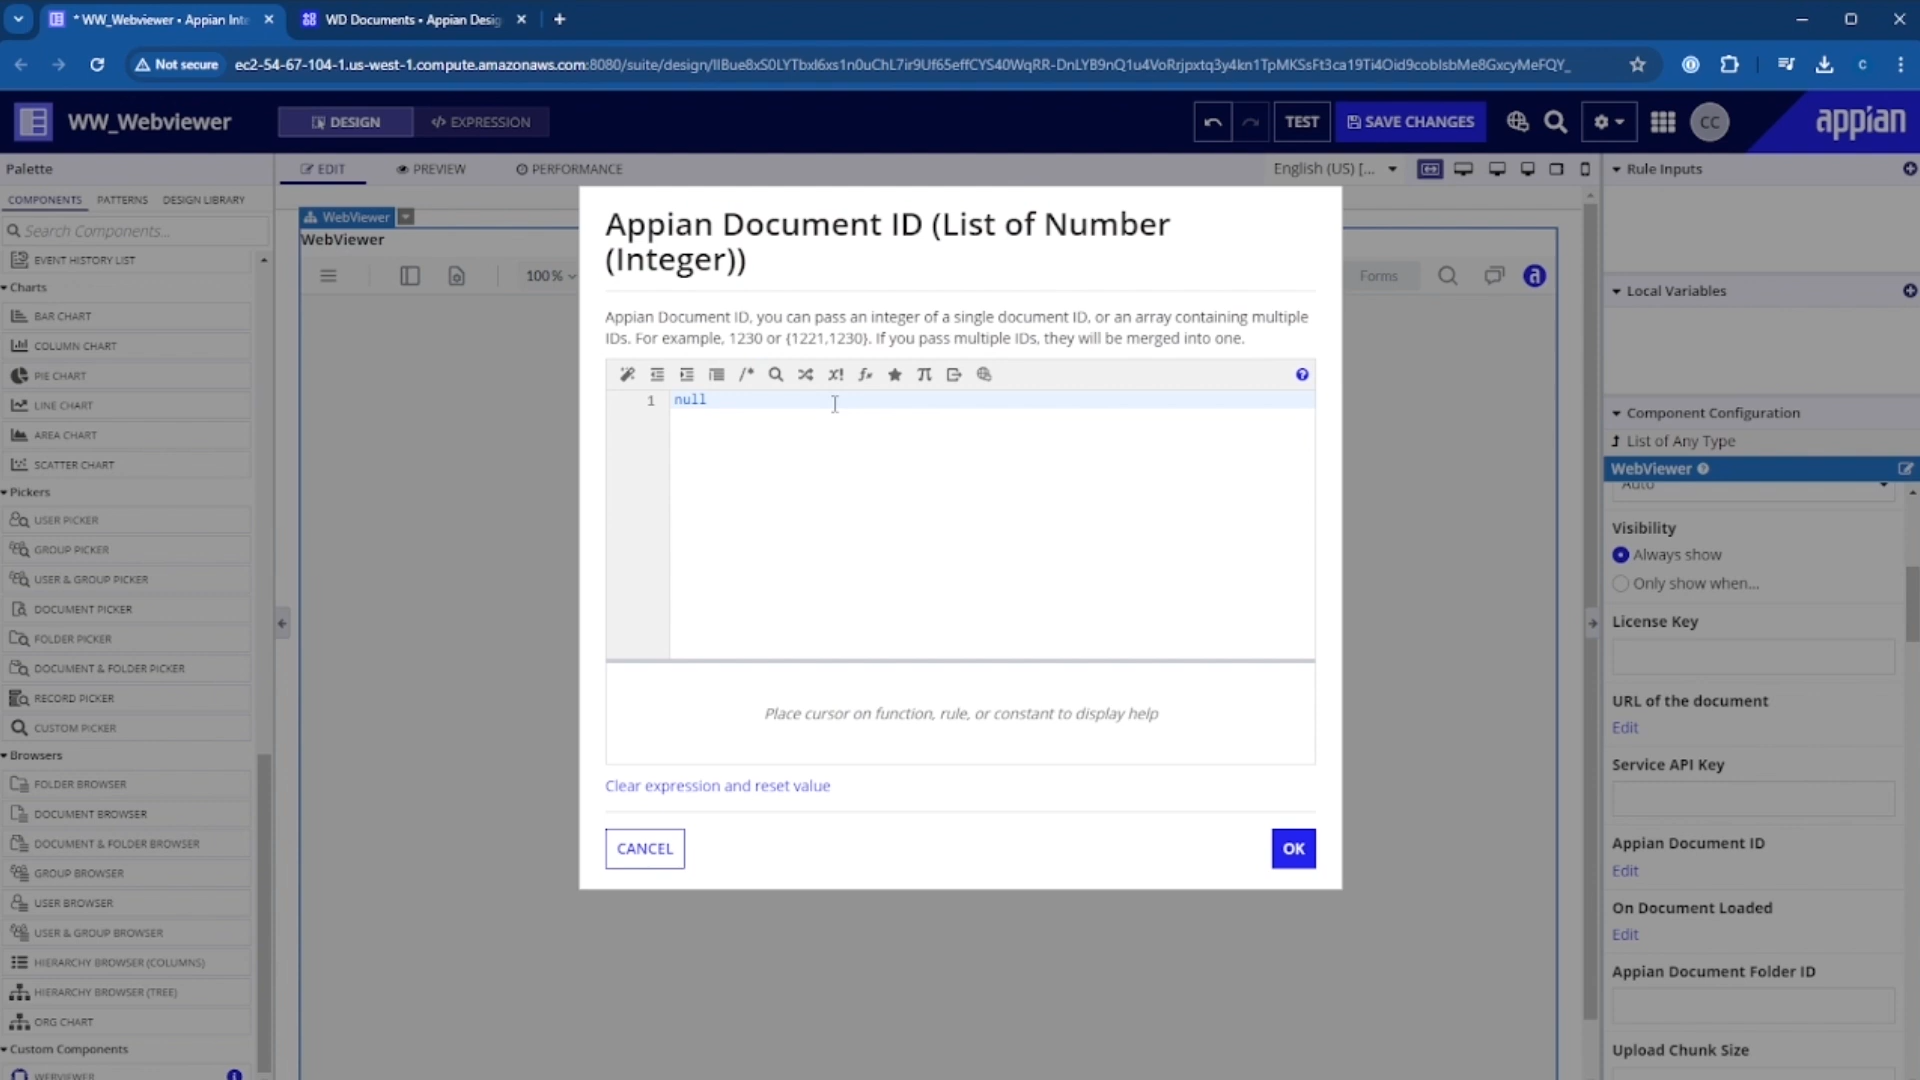 * WW_Webviewer • Appian Inte
WD Documents • Appian Desig
Not secure
ec2-54-67-104-1.us-west-1.compute.amazonaws.com:8080/suite/design/
C
WW_Webviewer
DESIGN
</> EXPRESSION
TEST
SAVE CHANGES
CC
appian
Palette
COMPONENTS
PATTERNS
DESIGN LIBRARY
Search Components...
EVENT HISTORY LIST
Charts
BAR CHART
COLUMN CHART
PIE CHART
LINE CHART
AREA CHART
SCATTER CHART
Pickers
USER PICKER
GROUP PICKER
USER & GROUP PICKER
DOCUMENT PICKER
FOLDER PICKER
DOCUMENT & FOLDER PICKER
RECORD PICKER
CUSTOM PICKER
Browsers
FOLDER BROWSER
DOCUMENT BROWSER
DOCUMENT & FOLDER BROWSER
GROUP BROWSER
USER BROWSER
USER & GROUP BROWSER
HIERARCHY BROWSER (COLUMNS)
HIERARCHY BROWSER (TREE)
ORG CHART
Custom Components
WEBVIEWER
EDIT
PREVIEW
PERFORMANCE
English (US) [...
WebViewer
WebViewer
100%
Forms
Appian Document ID (List of Number
(Integer))
Appian Document ID, you can pass an integer of a single document ID, or an array containing multiple
IDs. For example, 1230 or {1221,1230}. If you pass multiple IDs, they will be merged into one.
1
null
Place cursor on function, rule, or constant to display help
Clear expression and reset value
CANCEL
OK
Rule Inputs
Local Variables
Component Configuration
List of Any Type
WebViewer
Auto
Visibility
Always show
Only show when...
License Key
URL of the document
Edit
Service API Key
Appian Document ID
Edit
On Document Loaded
Edit
Appian Document Folder ID
Upload Chunk Size